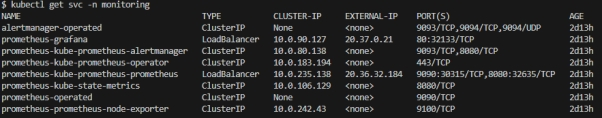 $ kubectl get svc -n monitoring
NAME TYPE CLUSTER-IP EXTERNAL-IP PORT(S) AGE
alertmanager-operated ClusterIP None <none> 9093/TCP,9094/TCP,9094/UDP 2d13h
prometheus-grafana LoadBalancer 10.0.90.127 20.37.0.21 80:32133/TCP 2d13h
prometheus-kube-prometheus-alertmanager ClusterIP 10.0.80.138 <none> 9093/TCP,8080/TCP 2d13h
prometheus-kube-prometheus-operator ClusterIP 10.0.183.194 <none> 443/TCP 2d13h
prometheus-kube-prometheus-prometheus LoadBalancer 10.0.235.138 20.36.32.184 9090:30315/TCP,8080:32635/TCP 2d13h
prometheus-kube-state-metrics ClusterIP 10.0.106.129 <none> 8080/TCP 2d13h
prometheus-operated ClusterIP None <none> 9090/TCP 2d13h
prometheus-prometheus-node-exporter ClusterIP 10.0.242.43 <none> 9100/TCP 2d13h